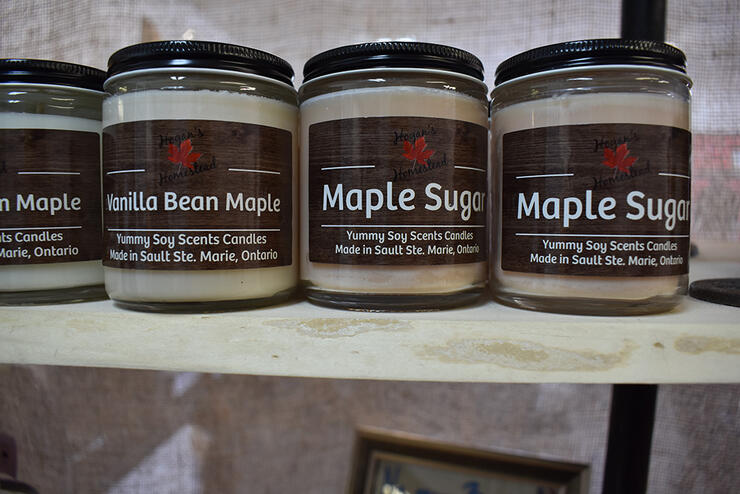 n Maple
nts Candles
Marie, Ontario
Hogan's
Homestead
Vanilla Bean Maple
Yummy Soy Scents Candles
Made in Sault Ste. Marie, Ontario
Hogan's
Homestead
Maple Sugar
Yummy Soy Scents Candles
Made in Sault Ste. Marie, Ontario
Hogan's
Homestead
Maple Sugar
Yummy Soy Scents Candles
Made in Sault Ste. Marie, Ontario